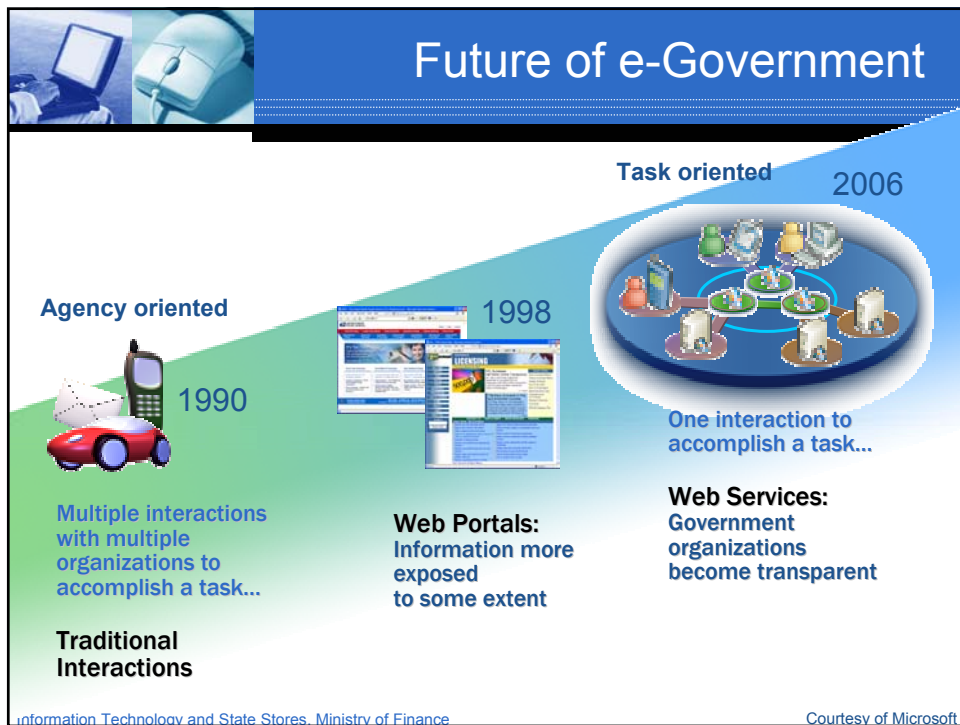 Future of e-Government
Task oriented
2006
Agency oriented
1998
LICENSING
1990
One interaction to
accomplish a task...
Multiple interactions
with multiple
organizations to
accomplish a task...
Web Portals:
Information more
exposed
to some extent
Web Services:
Government
organizations
become transparent
Traditional
Interactions
Information Technology and State Stores, Ministry of Finance
Courtesy of Microsoft